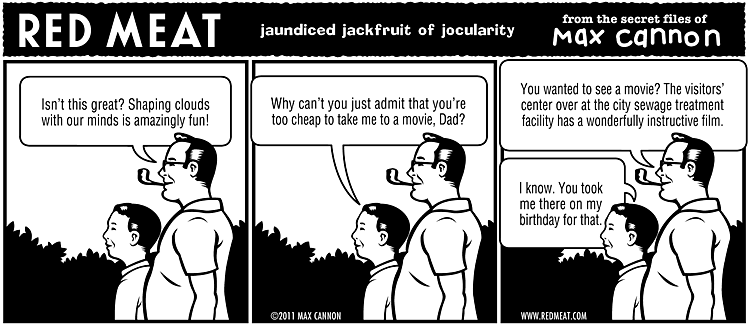 RED MEAT
jaundiced jackfruit of jocularity
from the secret files of
Max cannon
Isn't this great? Shaping clouds
with our minds is amazingly fun!
Why can't you just admit that you're
too cheap to take me to a movie, Dad?
©2011 MAX CANNON
You wanted to see a movie? The visitors'
center over at the city sewage treatment
facility has a wonderfully instructive film.
I know. You took
me there on my
birthday for that.
WWW.REDMEAT.COM